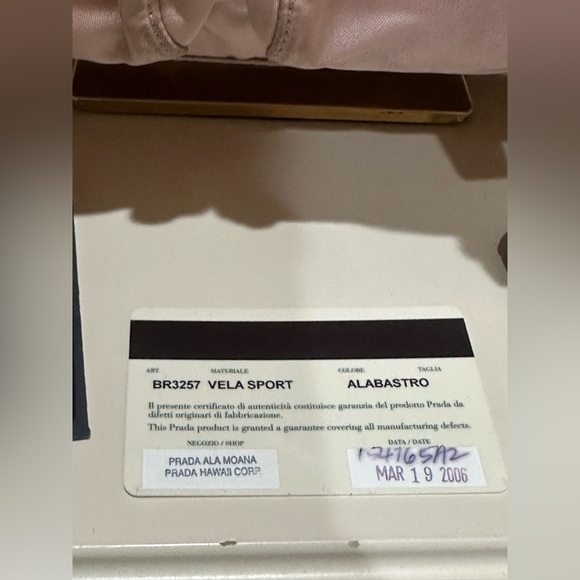 ART MATERIALE COLORE TAGLIA
BR3257 VELA SPORT ALABASTRO
Il presente certificato di autenticità costituisce garanzia del prodotto Prada da
difetti originari di fabbricazione.
This Prada product is granted a guarantee covering all manufacturing defects.
NEGOZIO / SHOP DATA / DATE
PRADA ALA MOANA
PRADA HAWAII CORP.
MAR 19 2006